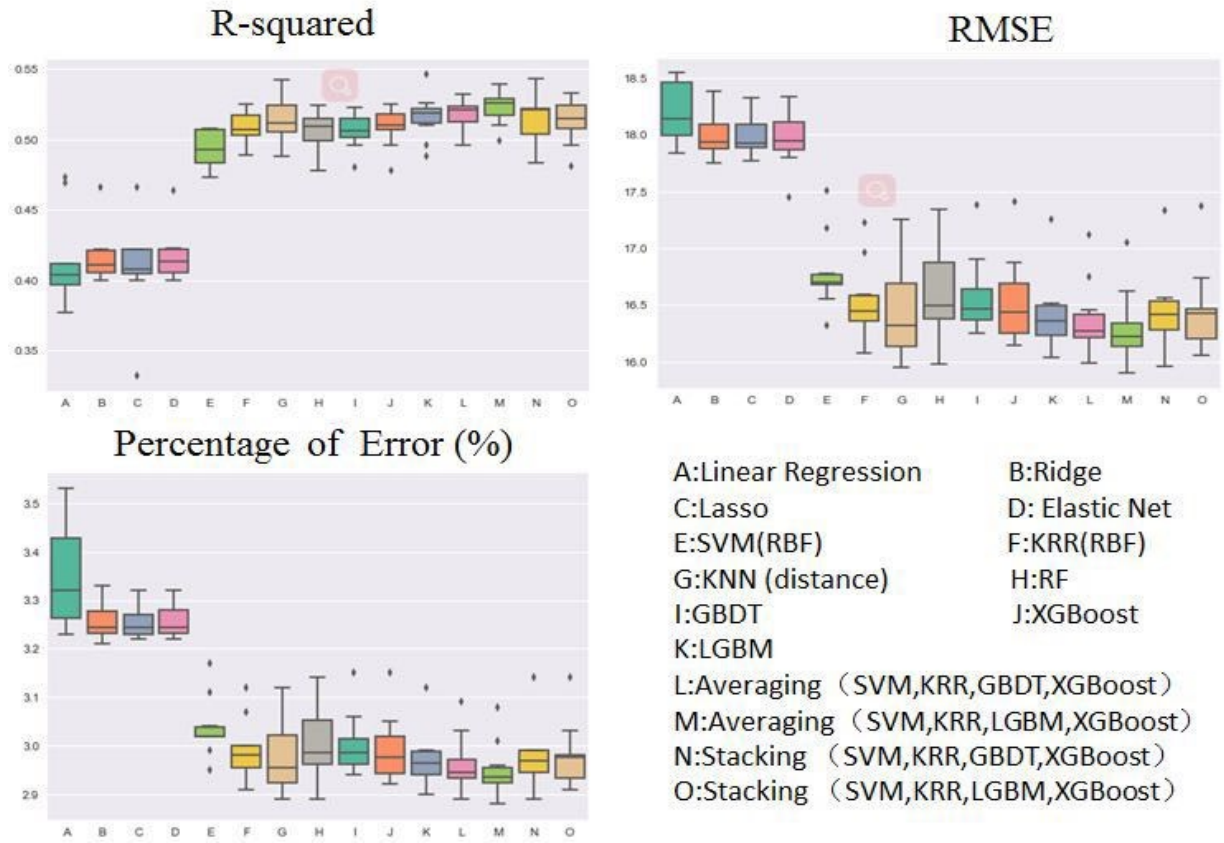 R-squared
0.55
0.50
0.45
0.40
0.35
A B C D E F G H I J K L M N O
RMSE
18.5
18.0
17.5
17.0
16.5
16.0
A B C D E F G H I J K L M N O
Percentage of Error (%)
3.5
3.4
3.3
3.2
3.1
3.0
2.9
A B C D E F G H I J K L M N O
A:Linear Regression B:Ridge
C:Lasso D: Elastic Net
E:SVM(RBF) F:KRR(RBF)
G:KNN (distance) H:RF
I:GBDT J:XGBoost
K:LGBM
L:Averaging（SVM,KRR,GBDT,XGBoost）
M:Averaging（SVM,KRR,LGBM,XGBoost）
N:Stacking（SVM,KRR,GBDT,XGBoost）
O:Stacking （SVM,KRR,LGBM,XGBoost）